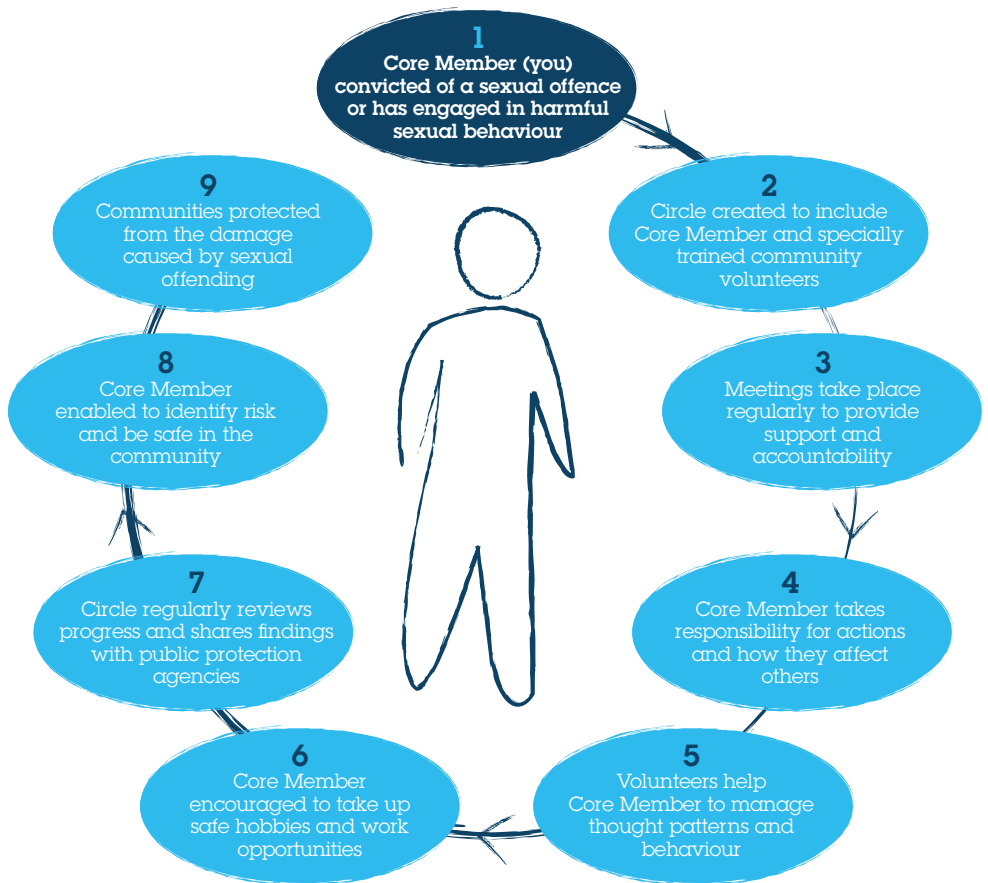 1
Core Member (you)
convicted of a sexual offence
or has engaged in harmful
sexual behaviour
2
Circle created to include
Core Member and specially
trained community
volunteers
3
Meetings take place
regularly to provide
support and
accountability
4
Core Member takes
responsibility for actions
and how they affect
others
5
Volunteers help
Core Member to manage
thought patterns and
behaviour
6
Core Member
encouraged to take up
safe hobbies and work
opportunities
7
Circle regularly reviews
progress and shares findings
with public protection
agencies
8
Core Member
enabled to identify risk
and be safe in the
community
9
Communities protected
from the damage
caused by sexual
offending